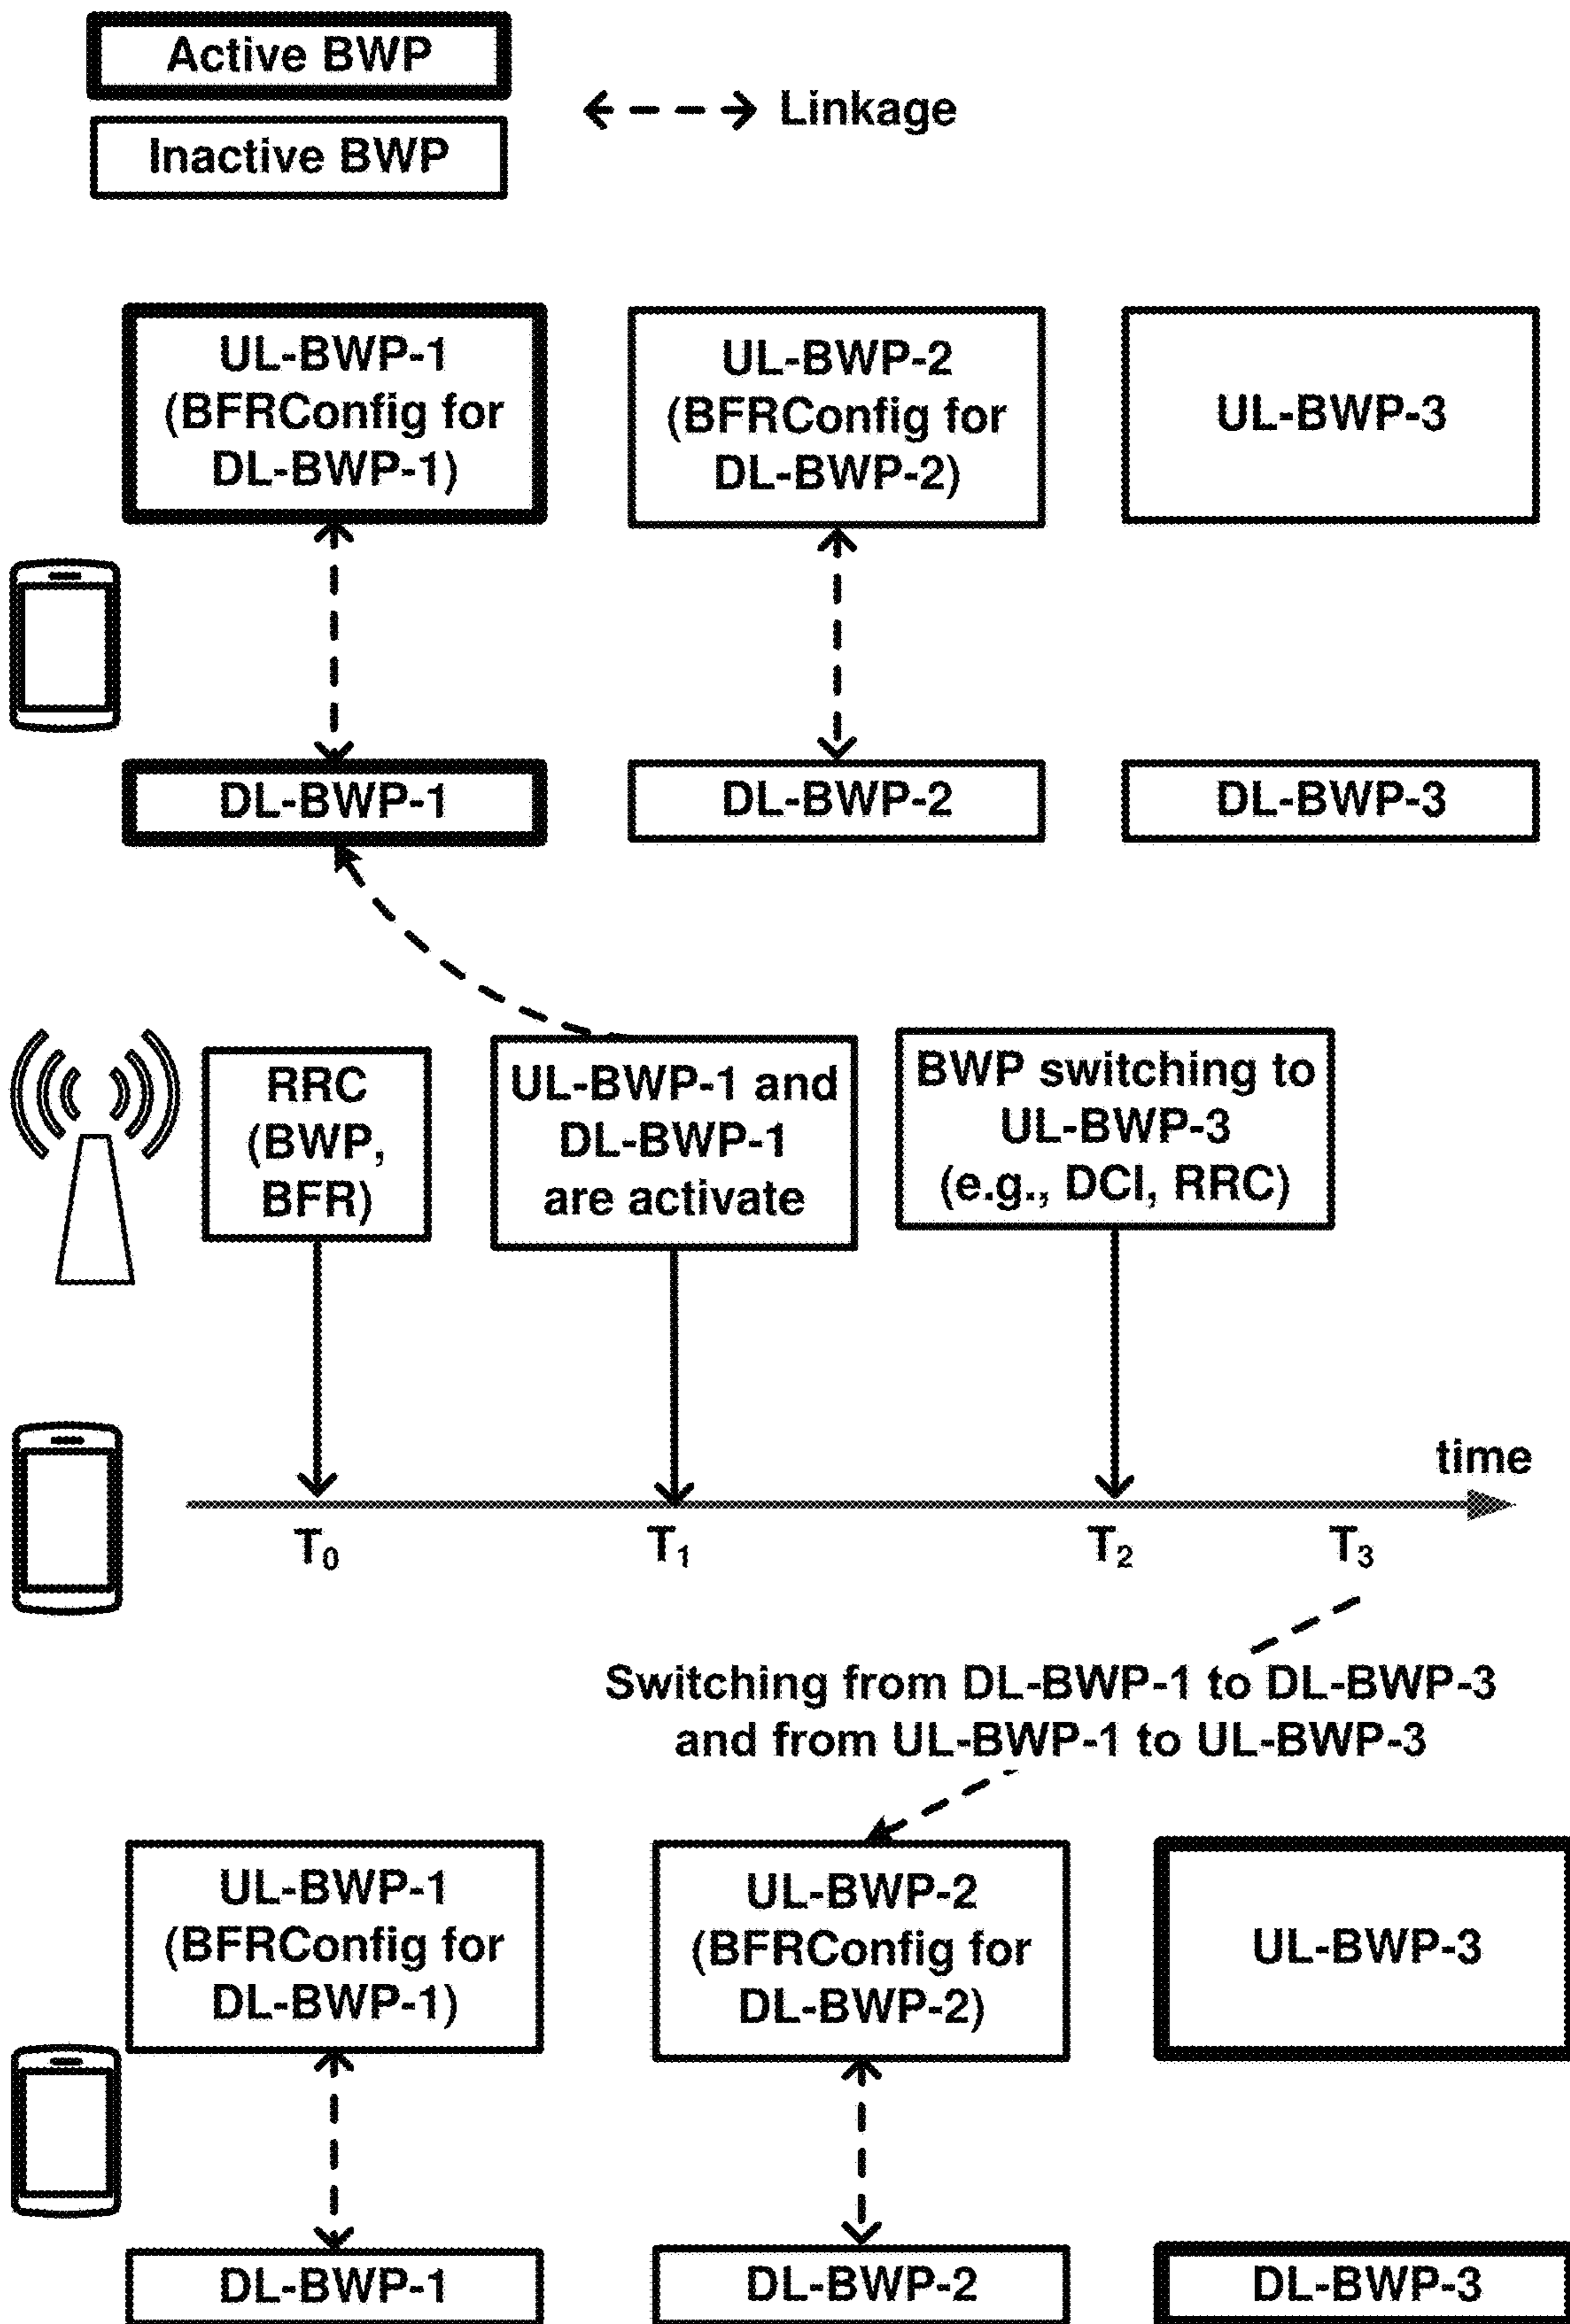 Active BWP
Inactive BWP
Linkage
UL-BWP-1
(BFRConfig for
DL-BWP-1)
UL-BWP-2
(BFRConfig for
DL-BWP-2)
UL-BWP-3
DL-BWP-1
DL-BWP-2
DL-BWP-3
RRC
(BWP,
BFR)
UL-BWP-1 and
DL-BWP-1
are activate
BWP switching to
UL-BWP-3
(e.g., DCI, RRC)
time
T₀
T₁
T₂
T₃
Switching from DL-BWP-1 to DL-BWP-3
and from UL-BWP-1 to UL-BWP-3
UL-BWP-1
(BFRConfig for
DL-BWP-1)
UL-BWP-2
(BFRConfig for
DL-BWP-2)
UL-BWP-3
DL-BWP-1
DL-BWP-2
DL-BWP-3